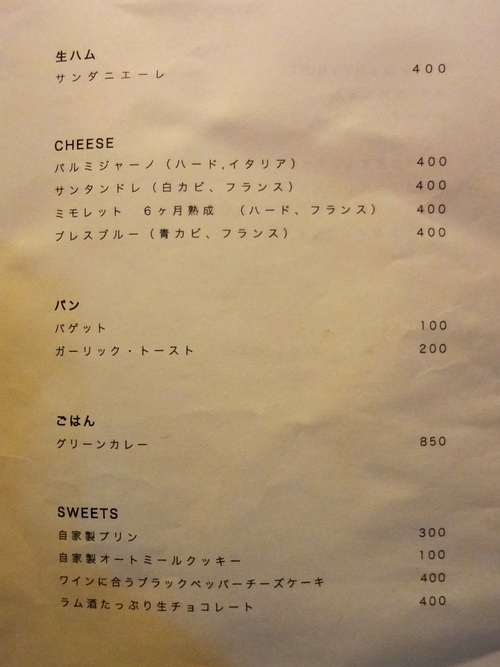 生ハム
サンダニエーレ 400
CHEESE
パルミジャーノ（ハード,イタリア） 400
サンタンドレ（白カビ、フランス） 400
ミモレット 6ヶ月熟成 （ハード、フランス） 400
ブレスブルー（青カビ、フランス） 400
パン
バゲット 100
ガーリック・トースト 200
ごはん
グリーンカレー 850
SWEETS
自家製プリン 300
自家製オートミールクッキー 100
ワインに合うブラックペッパーチーズケーキ 400
ラム酒たっぷり生チョコレート 400